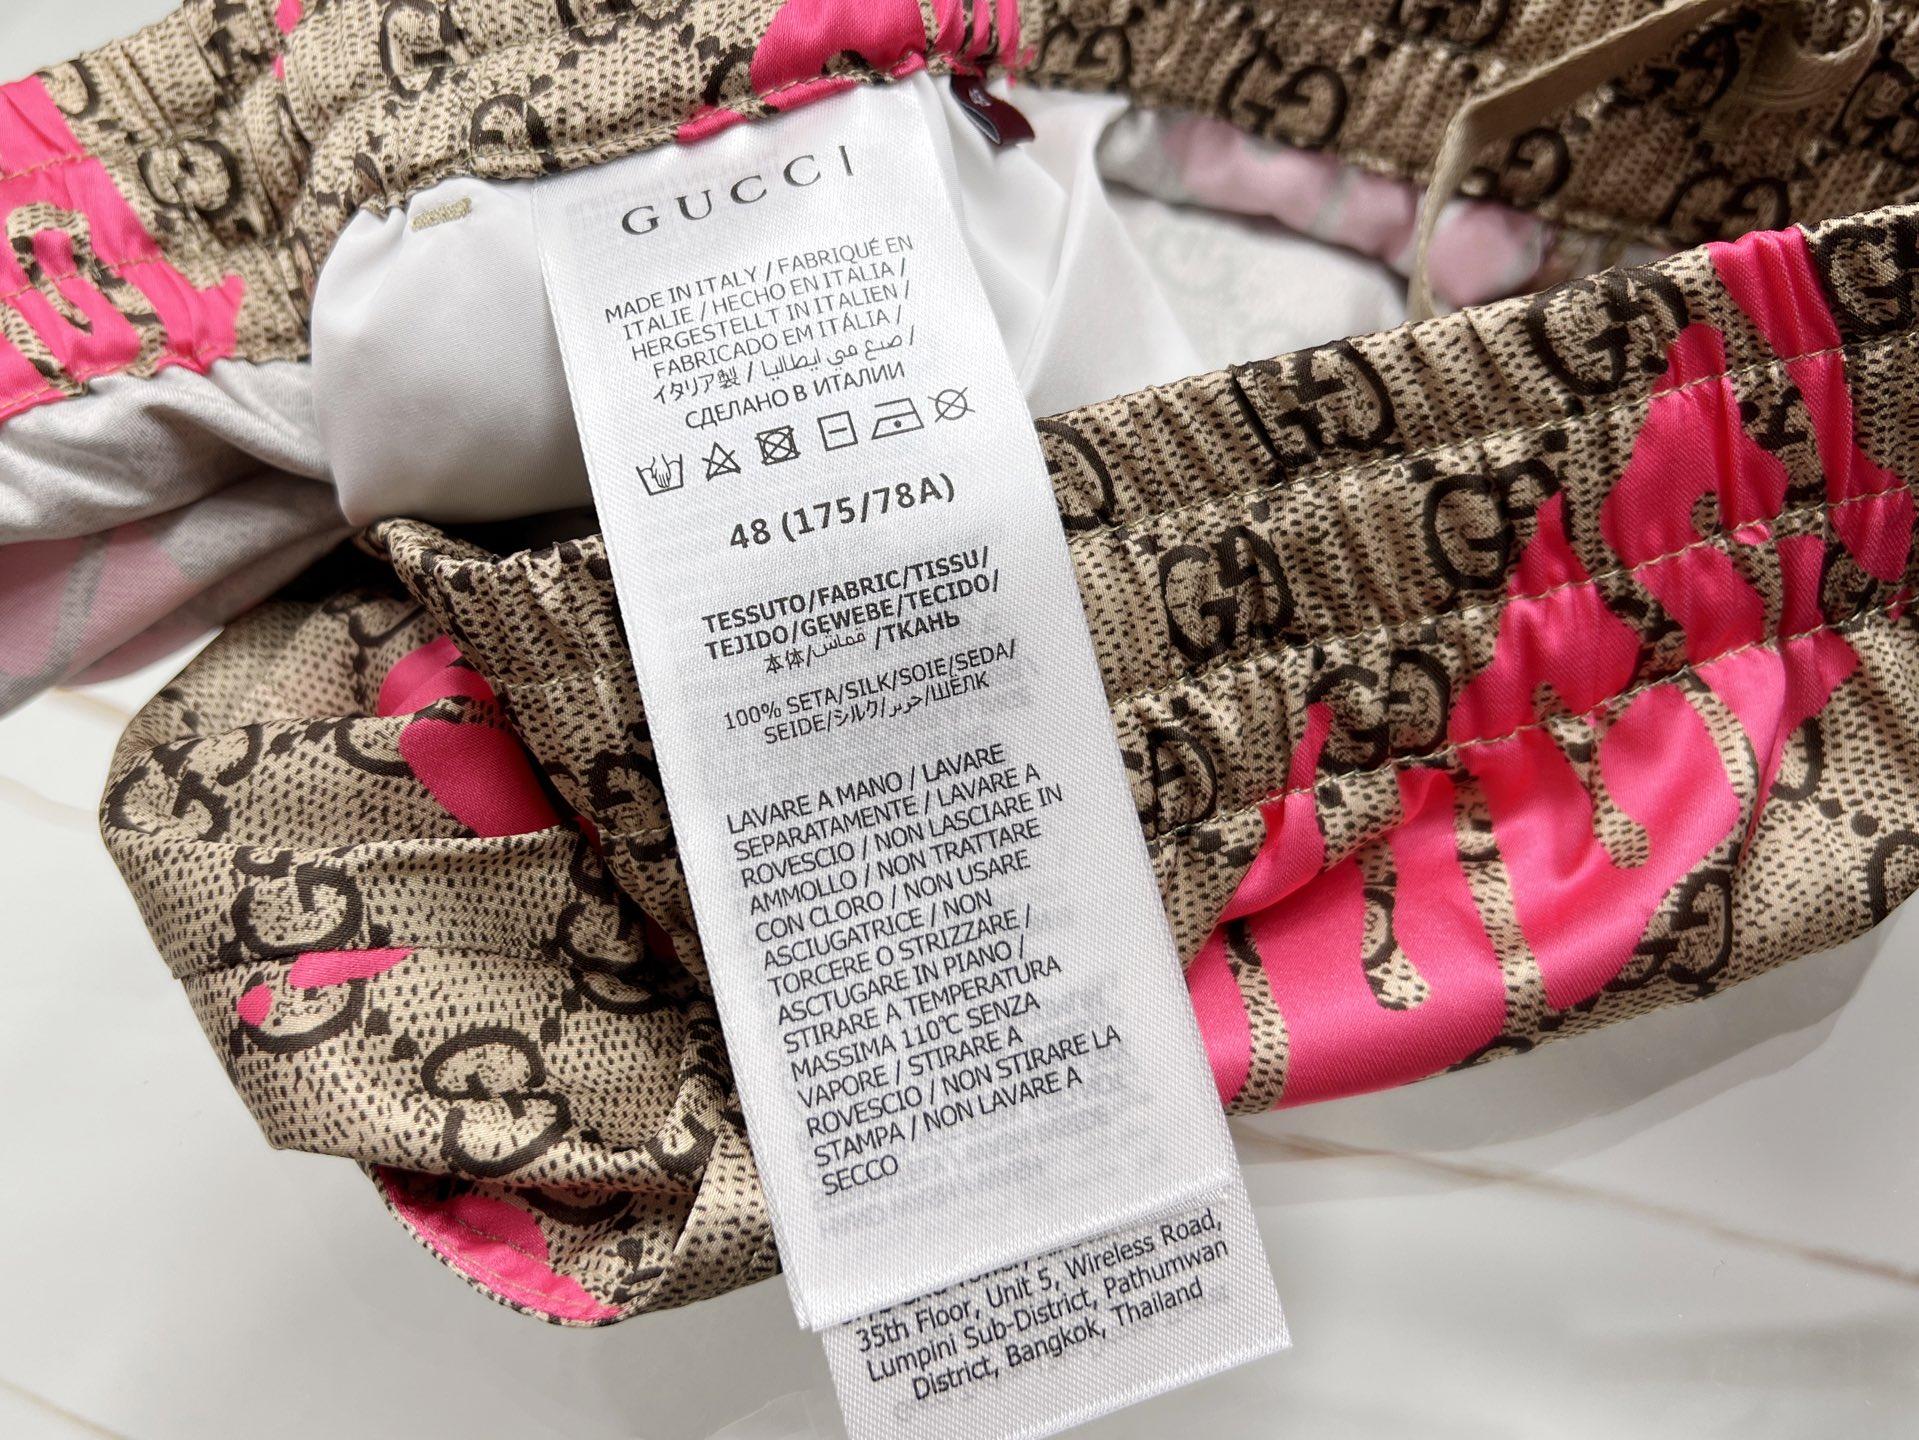 GUCCI
MADE IN ITALY / FABRIQUÉ EN
ITALIE / HECHO EN ITALIA /
HERGESTELLT IN ITALIEN /
FABRICADO EM ITÁLIA /
イタリア製 / صنع في ايطاليا /
СДЕЛАНО В ИТАЛИИ
48 (175/78A)
TESSUTO/FABRIC/TISSU/
TEJIDO/GEWEBE/TECIDO/
本体/قماش /ТКАНЬ
100% SETA/SILK/SOIE/SEDA/
SEIDE/シルク/حرير/ШЕЛК
LAVARE A MANO / LAVARE
SEPARATAMENTE / LAVARE A
ROVESCIO / NON LASCIARE IN
AMMOLLO / NON TRATTARE
CON CLORO / NON USARE
ASCIUGATRICE / NON
TORCERE O STRIZZARE /
ASCTUGARE IN PIANO /
STIRARE A TEMPERATURA
MASSIMA 110℃ SENZA
VAPORE / STIRARE A
ROVESCIO / NON STIRARE LA
STAMPA / NON LAVARE A
SECCO
35th Floor, Unit 5, Wireless Road,
Lumpini Sub-District, Pathumwan
District, Bangkok, Thailand